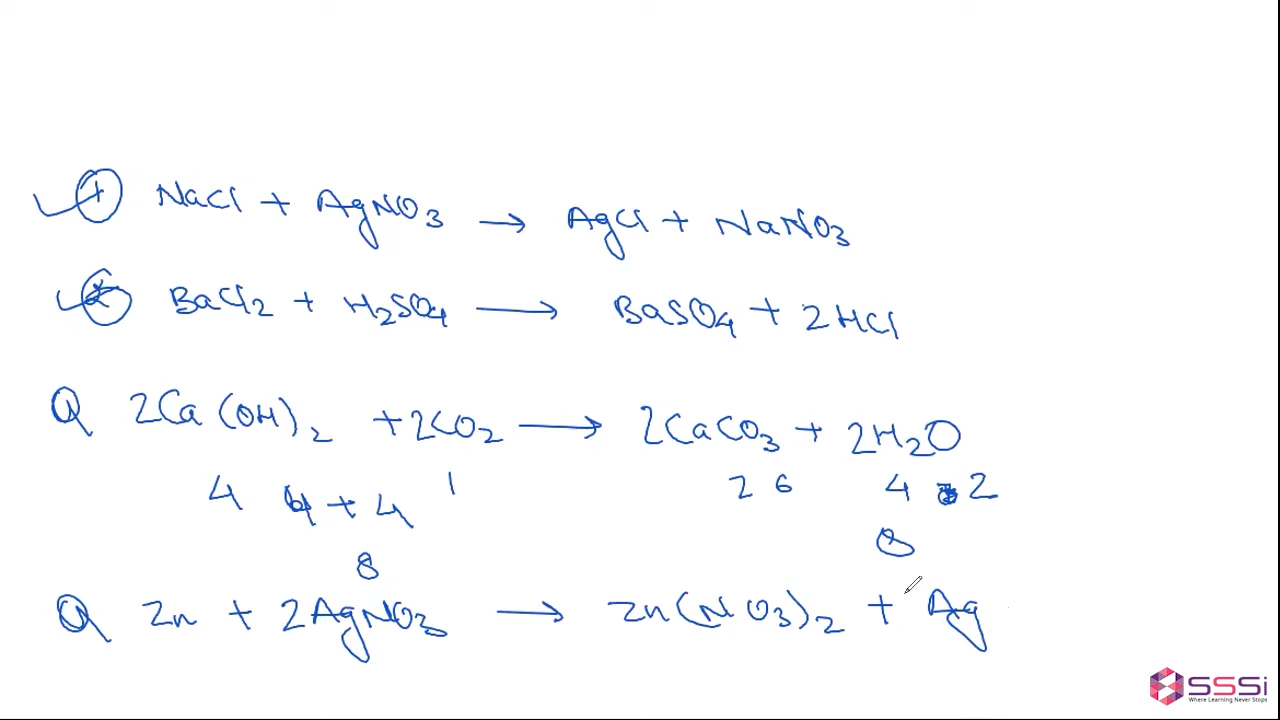 1 NaCl + AgNO3 → AgCl + NaNO3
2 BaCl2 + H2SO4 → BaSO4 + 2HCl
Q 2Ca(OH)2 + 2CO2 → 2CaCO3 + 2H2O
4 4 + 4 1 2 6 4 2
8 8
Q Zn + 2AgNO3 → Zn(NO3)2 + Ag
SSSi
Where Learning Never Stops